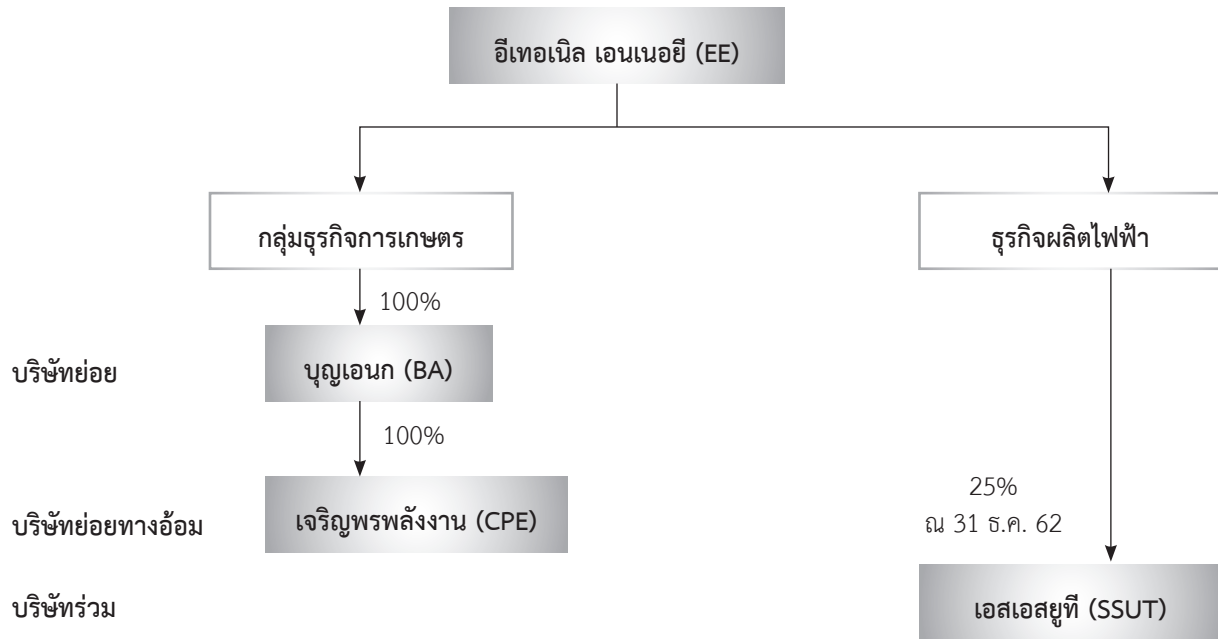 อีเทอเนิล เอนเนอยี (EE)
กลุ่มธุรกิจการเกษตร
ธุรกิจผลิตไฟฟ้า
100%
บริษัทย่อย
บุญเอนก (BA)
100%
บริษัทย่อยทางอ้อม
เจริญพรพลังงาน (CPE)
25%
ณ 31 ธ.ค. 62
บริษัทร่วม
เอสเอสยูที (SSUT)